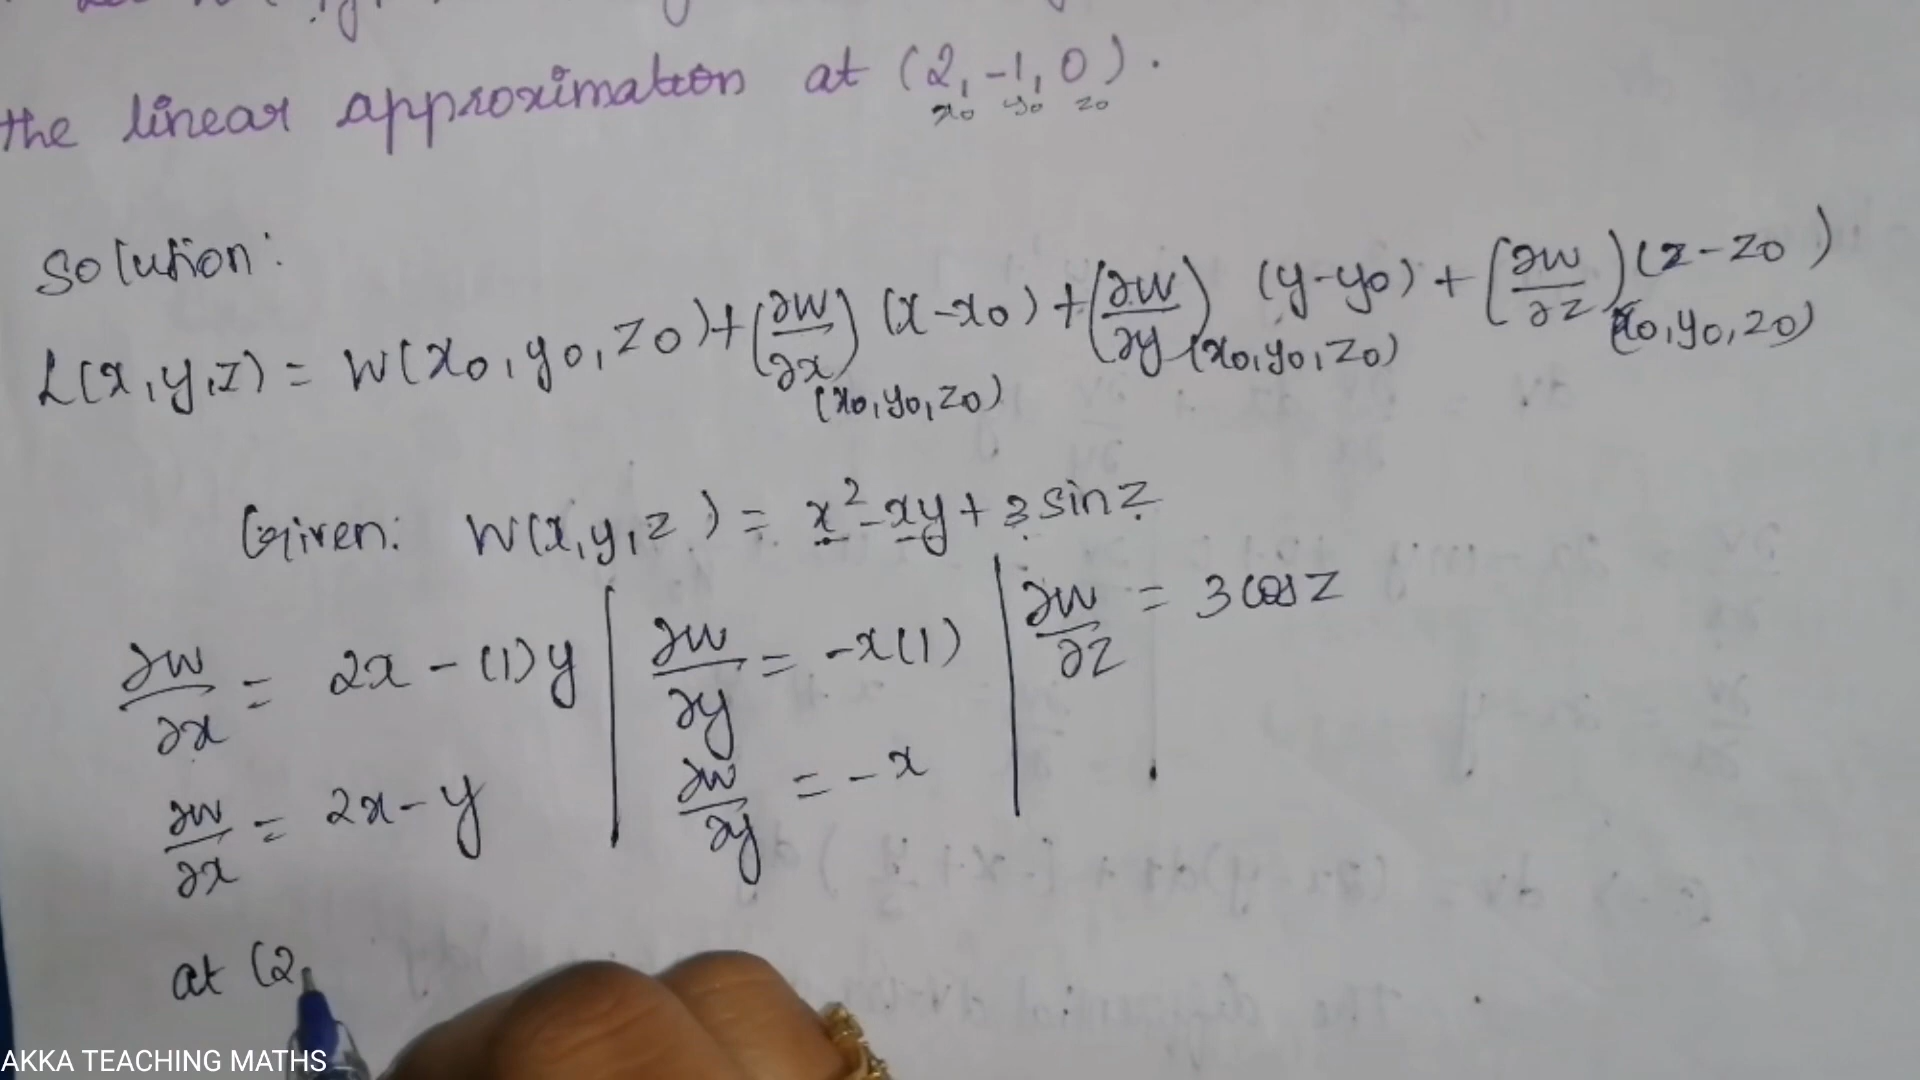 the linear approximation at (2, -1, 0).
x₀ y₀ z₀
Solution:
L(x, y, z) = W(x₀, y₀, z₀) + (∂w/∂x)(x₀, y₀, z₀) (x-x₀) + (∂w/∂y)(x₀, y₀, z₀) (y-y₀) + (∂w/∂z)(x₀, y₀, z₀) (z-z₀)
Given: W(x, y, z) = x² - xy + 3 sin z
∂w/∂x = 2x - (1)y | ∂w/∂y = -x(1) | ∂w/∂z = 3 cos z
∂w/∂x = 2x - y | ∂w/∂y = -x
at (2,
AKKA TEACHING MATHS